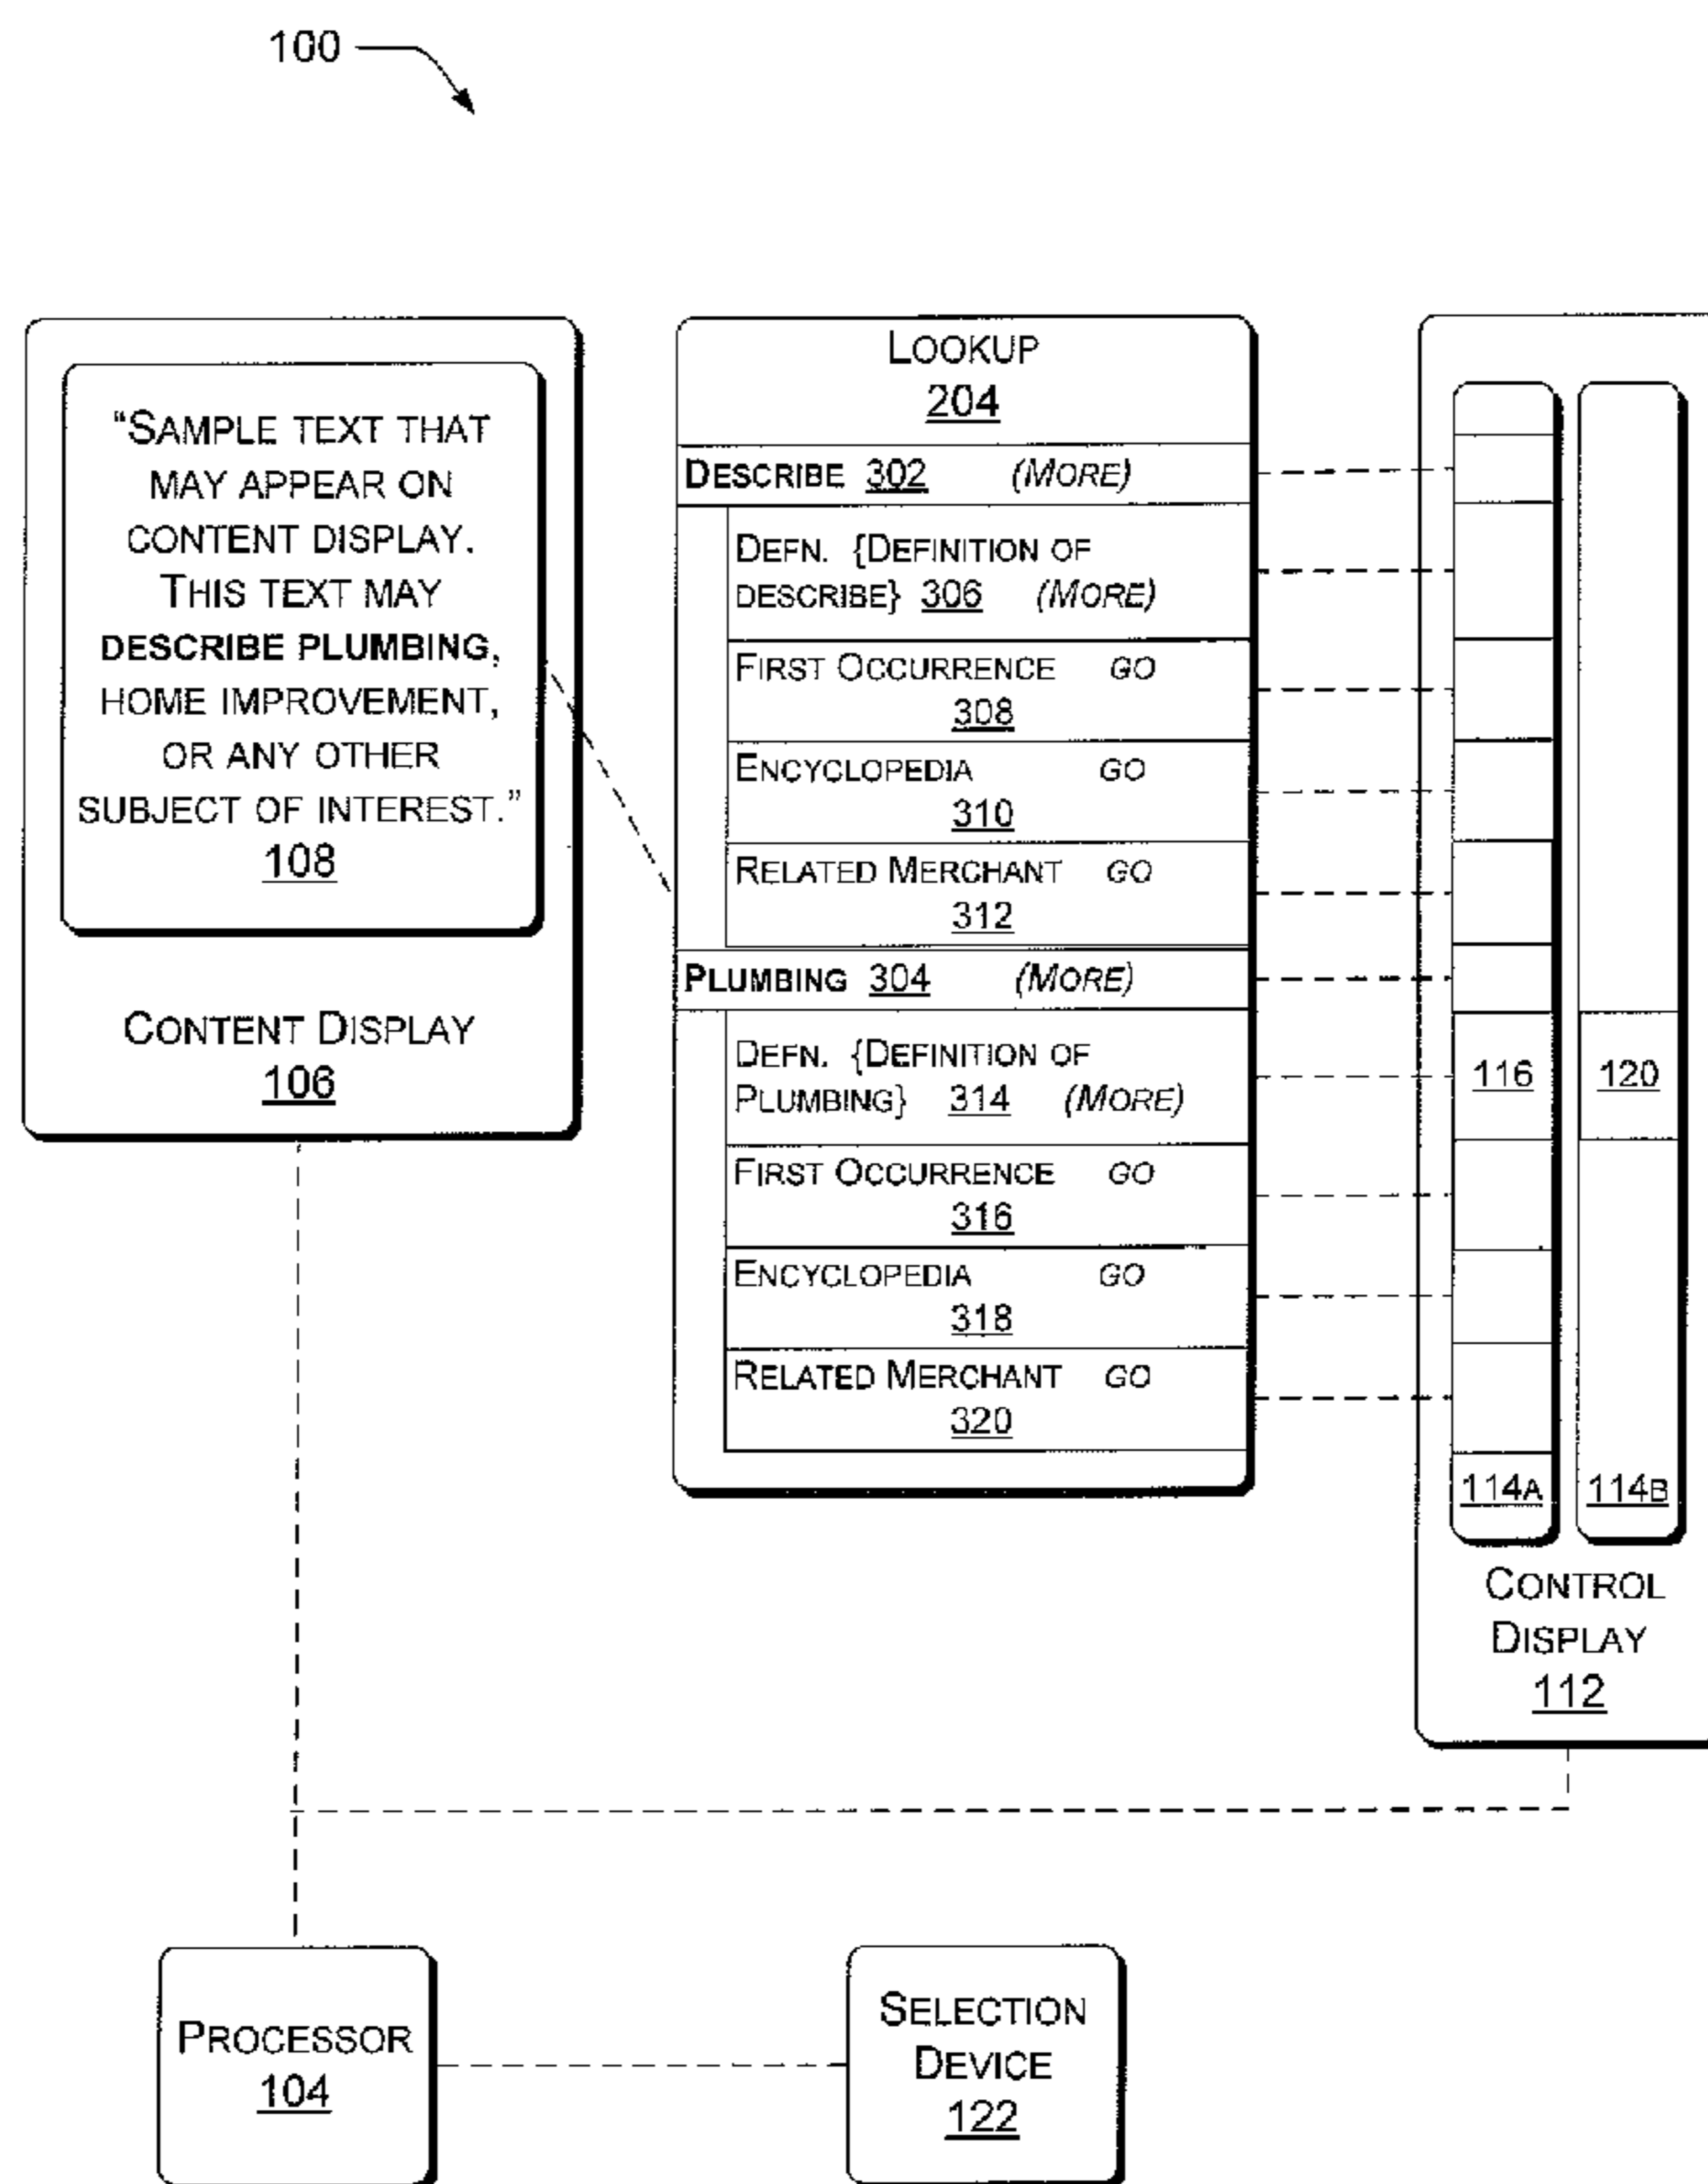 100
“SAMPLE TEXT THAT
MAY APPEAR ON
CONTENT DISPLAY.
THIS TEXT MAY
DESCRIBE PLUMBING,
HOME IMPROVEMENT,
OR ANY OTHER
SUBJECT OF INTEREST.”
108
CONTENT DISPLAY
106
LOOKUP
204
DESCRIBE 302 (MORE)
DEFN. {DEFINITION OF
DESCRIBE} 306 (MORE)
FIRST OCCURRENCE GO
308
ENCYCLOPEDIA GO
310
RELATED MERCHANT GO
312
PLUMBING 304 (MORE)
DEFN. {DEFINITION OF
PLUMBING} 314 (MORE)
FIRST OCCURRENCE GO
316
ENCYCLOPEDIA GO
318
RELATED MERCHANT GO
320
116 120
114A 114B
CONTROL
DISPLAY
112
PROCESSOR
104
SELECTION
DEVICE
122